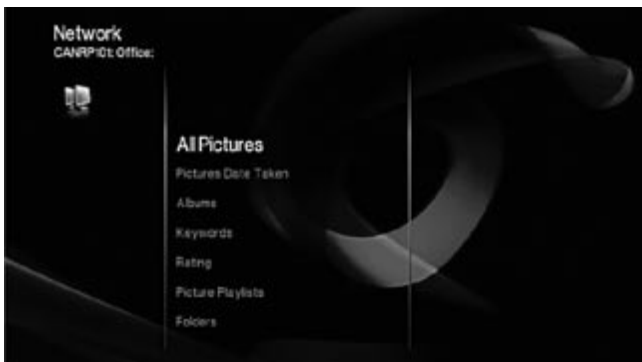 Network
CANRP101: Office:
All Pictures
Pictures Date Taken
Albums
Keywords
Rating
Picture Playlists
Folders